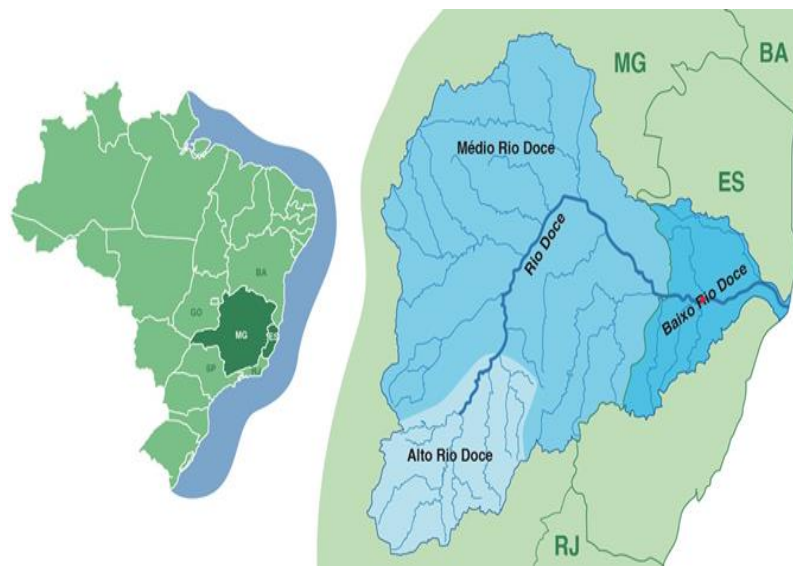 BA
GO
MG
ES
SP
MG
BA
ES
Médio Rio Doce
Rio Doce
Baixo Rio Doce
Alto Rio Doce
RJ